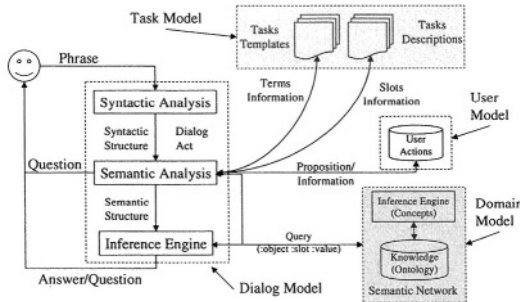 Task Model
Tasks
Templates
Tasks
Descriptions
Phrase
Terms
Information
Slots
Information
User
Model
Syntactic Analysis
Syntactic
Structure
Dialog
Act
User
Actions
Question
Semantic Analysis
Proposition/
Information
Domain
Model
Semantic
Structure
Inference Engine
(Concepts)
Query
(:object :slot :value)
Inference Engine
Knowledge
(Ontology)
Semantic Network
Answer/Question
Dialog Model